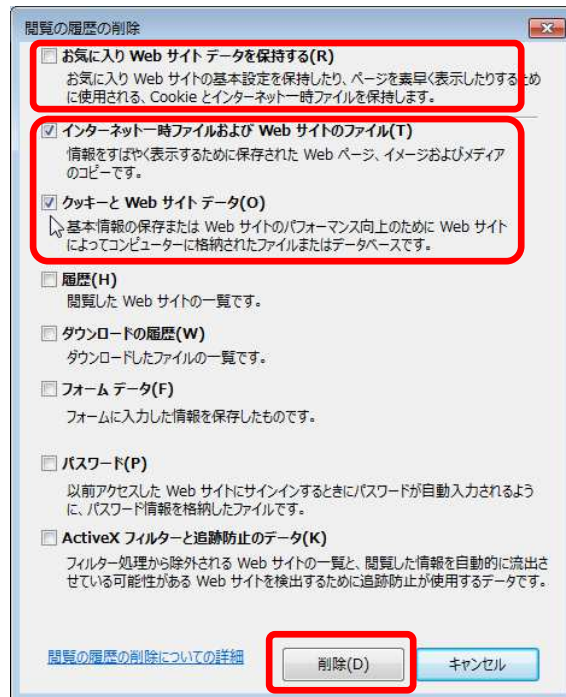 閲覧の履歴の削除
お気に入り Web サイト データを保持する(R)
お気に入り Web サイトの基本設定を保持したり、ページを素早く表示したりするため
に使用される、Cookie とインターネット一時ファイルを保持します。
インターネット一時ファイルおよび Web サイトのファイル(T)
情報をすばやく表示するために保存された Web ページ、イメージおよびメディア
のコピーです。
クッキーと Web サイト データ(O)
基本情報の保存または Web サイトのパフォーマンス向上のために Web サイト
によってコンピューターに格納されたファイルまたはデータベースです。
履歴(H)
閲覧した Web サイトの一覧です。
ダウンロードの履歴(W)
ダウンロードしたファイルの一覧です。
フォーム データ(F)
フォームに入力した情報を保存したものです。
パスワード(P)
以前アクセスした Web サイトにサインインするときにパスワードが自動入力されるよう
に、パスワード情報を格納したファイルです。
ActiveX フィルターと追跡防止のデータ(K)
フィルター処理から除外される Web サイトの一覧と、閲覧した情報を自動的に流出さ
せている可能性がある Web サイトを検出するために追跡防止が使用するデータです。
閲覧の履歴の削除についての詳細
削除(D)
キャンセル